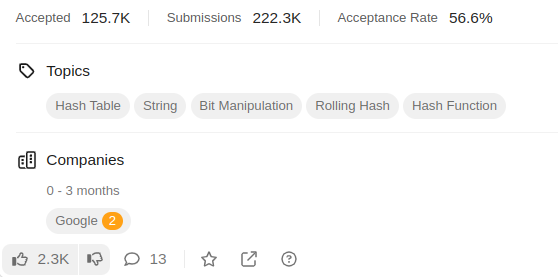 Accepted 125.7K Submissions 222.3K Acceptance Rate 56.6%
Topics
Hash Table String Bit Manipulation Rolling Hash Hash Function
Companies
0 - 3 months
Google 2
2.3K 13